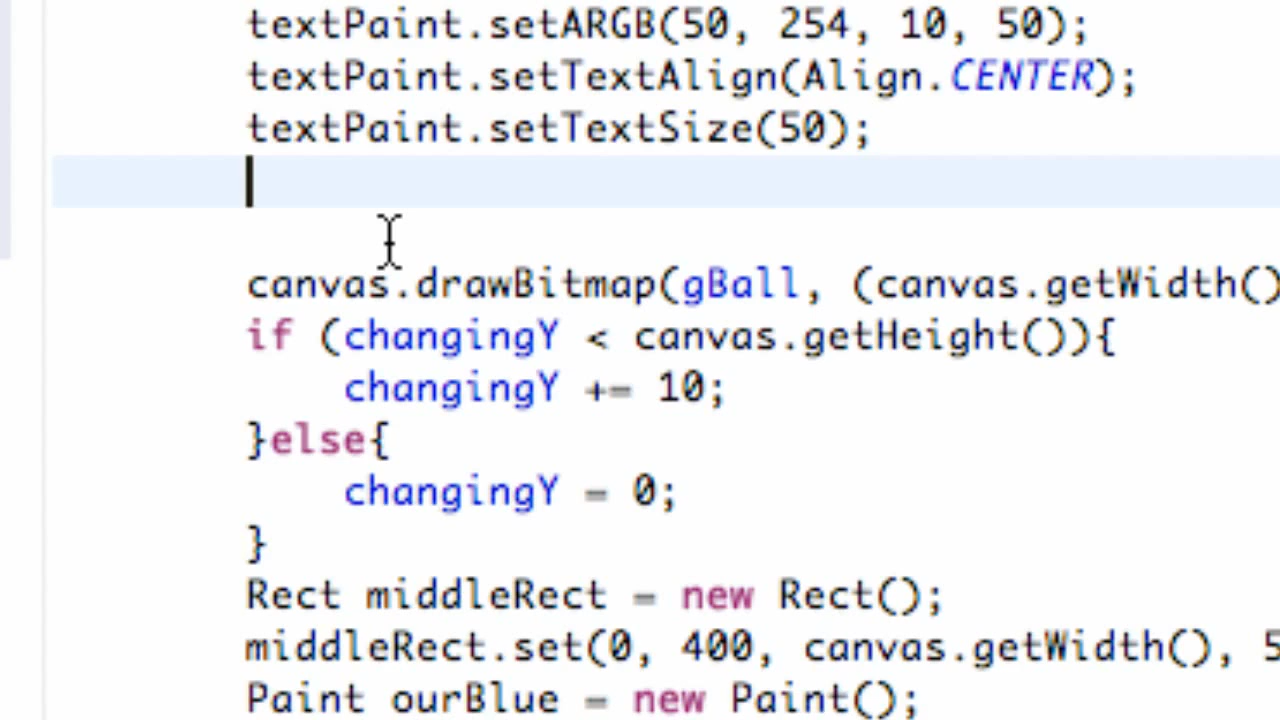 textPaint.setARGB(50, 254, 10, 50);
textPaint.setTextAlign(Align.CENTER);
textPaint.setTextSize(50);
canvas.drawBitmap(gBall, (canvas.getWidth()
if (changingY < canvas.getHeight()){
changingY += 10;
}else{
changingY = 0;
}
Rect middleRect = new Rect();
middleRect.set(0, 400, canvas.getWidth(), 5
Paint ourBlue = new Paint();